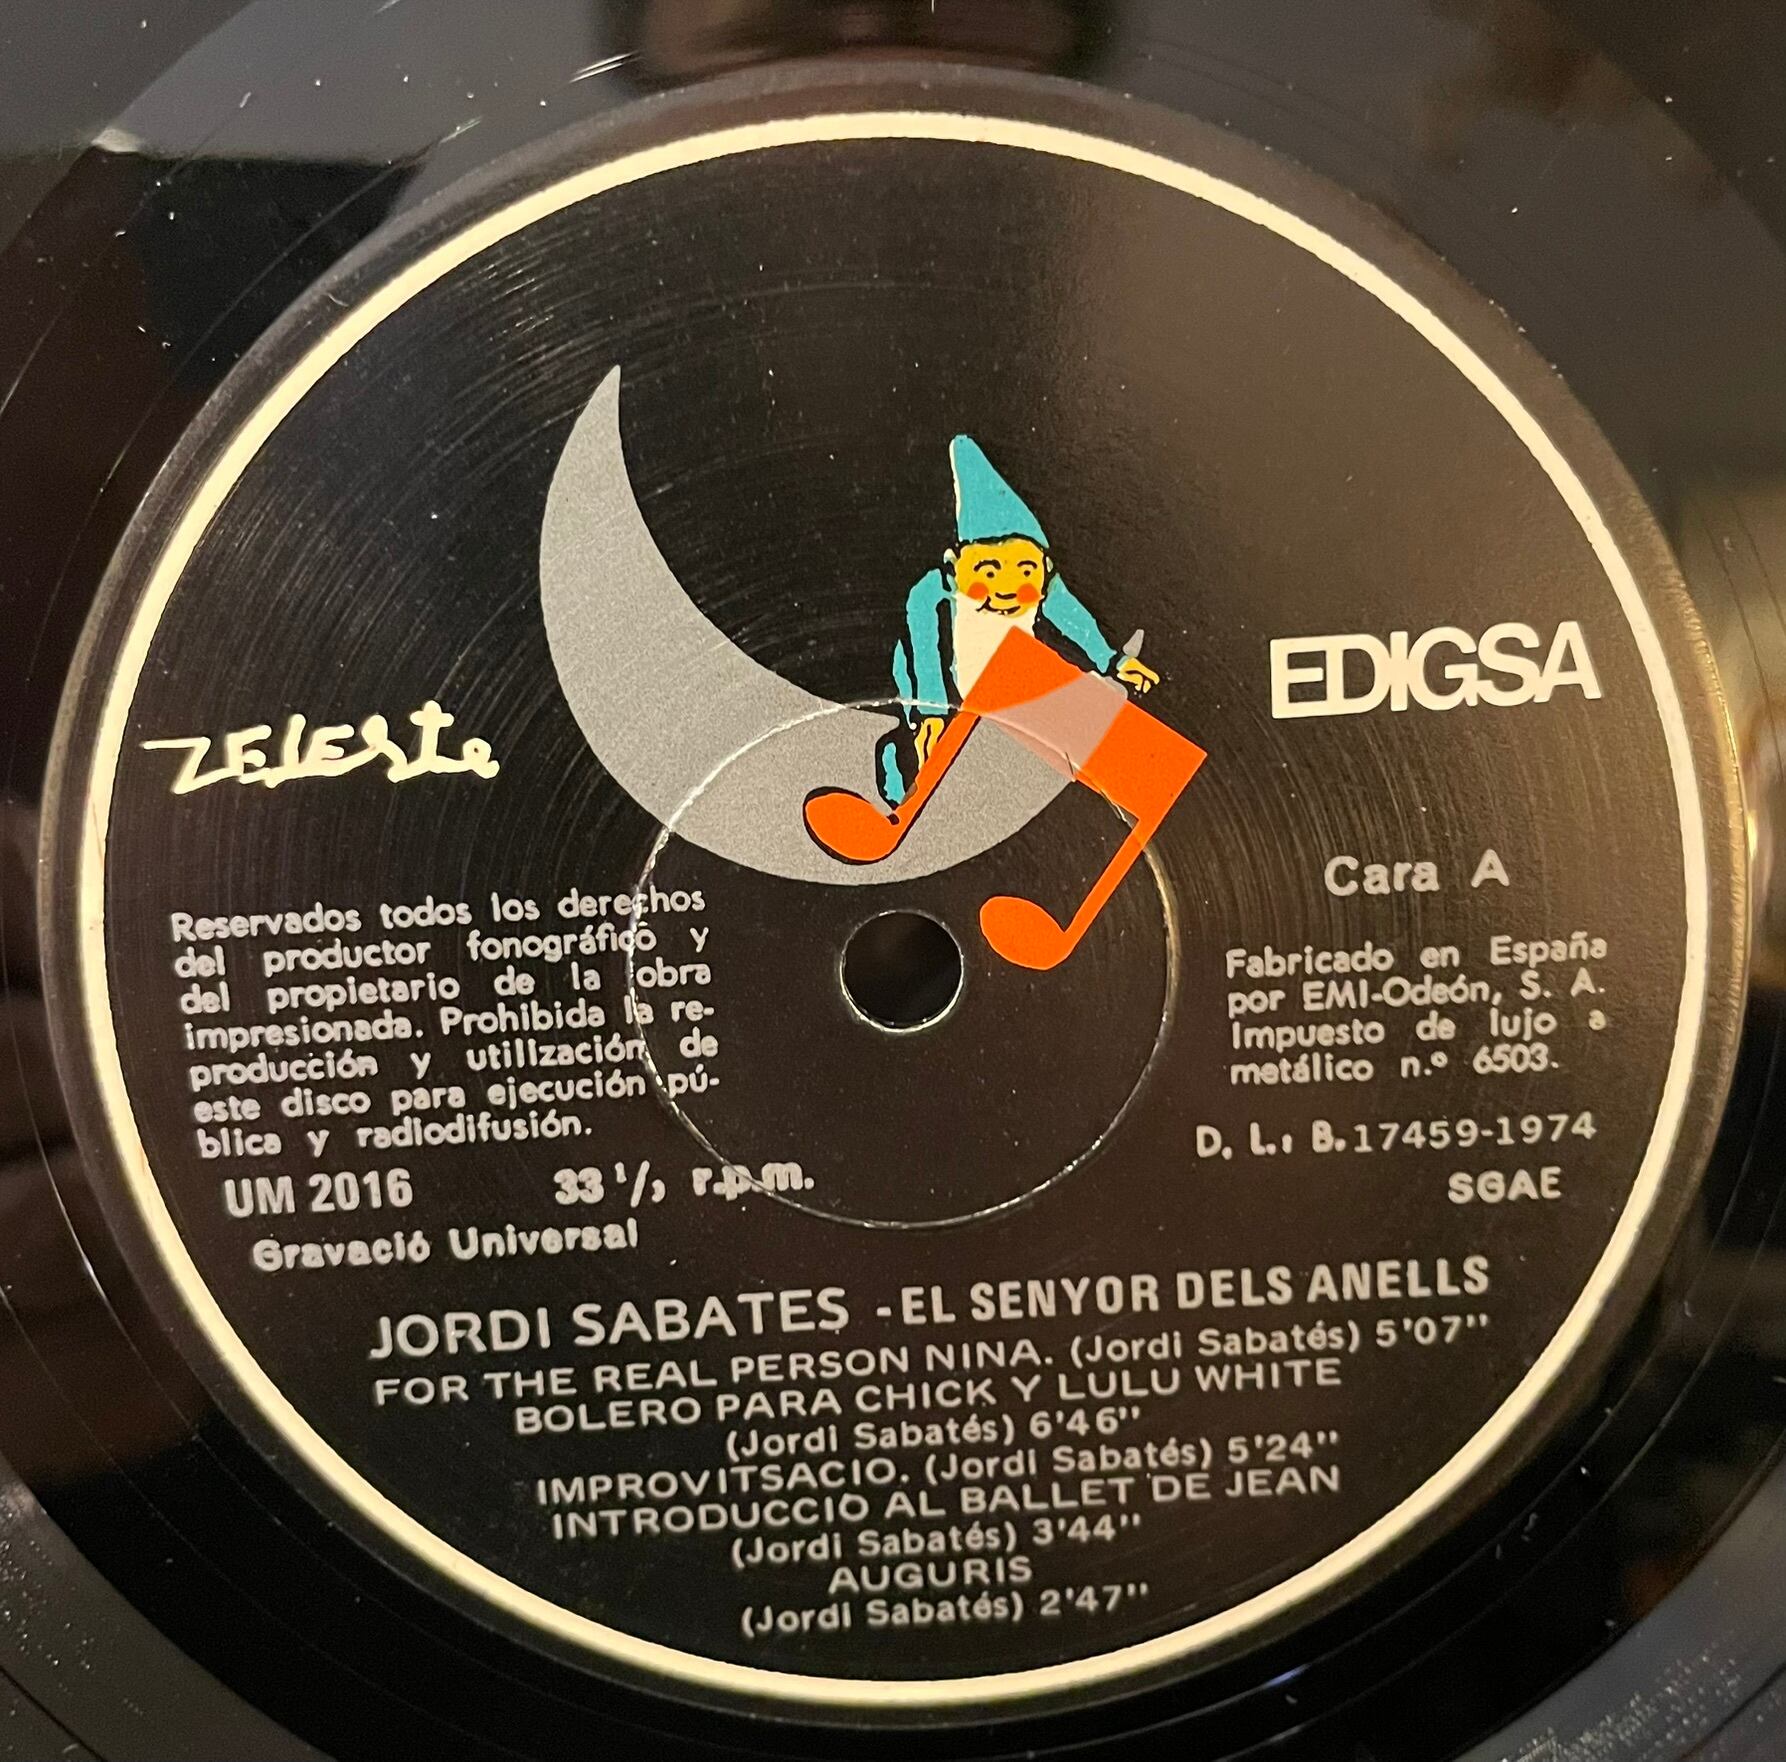 ZELESTE
EDIGSA
Cara A
Reservados todos los derechos
del productor fonográfico y
del propietario de la obra
impresionada. Prohibida la re-
producción y utilización de
este disco para ejecución pú-
blica y radiodifusión.
Fabricado en España
por EMI-Odeón, S. A.
Impuesto de lujo a
metálico n.º 6503.
D. L.: B. 17459-1974
SGAE
UM 2016 33 1/3 r.p.m.
Gravació Universal
JORDI SABATES - EL SENYOR DELS ANELLS
FOR THE REAL PERSON NINA. (Jordi Sabatés) 5'07''
BOLERO PARA CHICK Y LULU WHITE
(Jordi Sabatés) 6'46''
IMPROVITSACIO. (Jordi Sabatés) 5'24''
INTRODUCCIO AL BALLET DE JEAN
(Jordi Sabatés) 3'44''
AUGURIS
(Jordi Sabatés) 2'47''